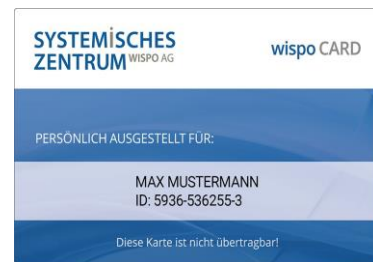 SYSTEMISCHES
ZENTRUM WISPO AG
wispo CARD
PERSÖNLICH AUSGESTELLT FÜR:
MAX MUSTERMANN
ID: 5936-536255-3
Diese Karte ist nicht übertragbar!